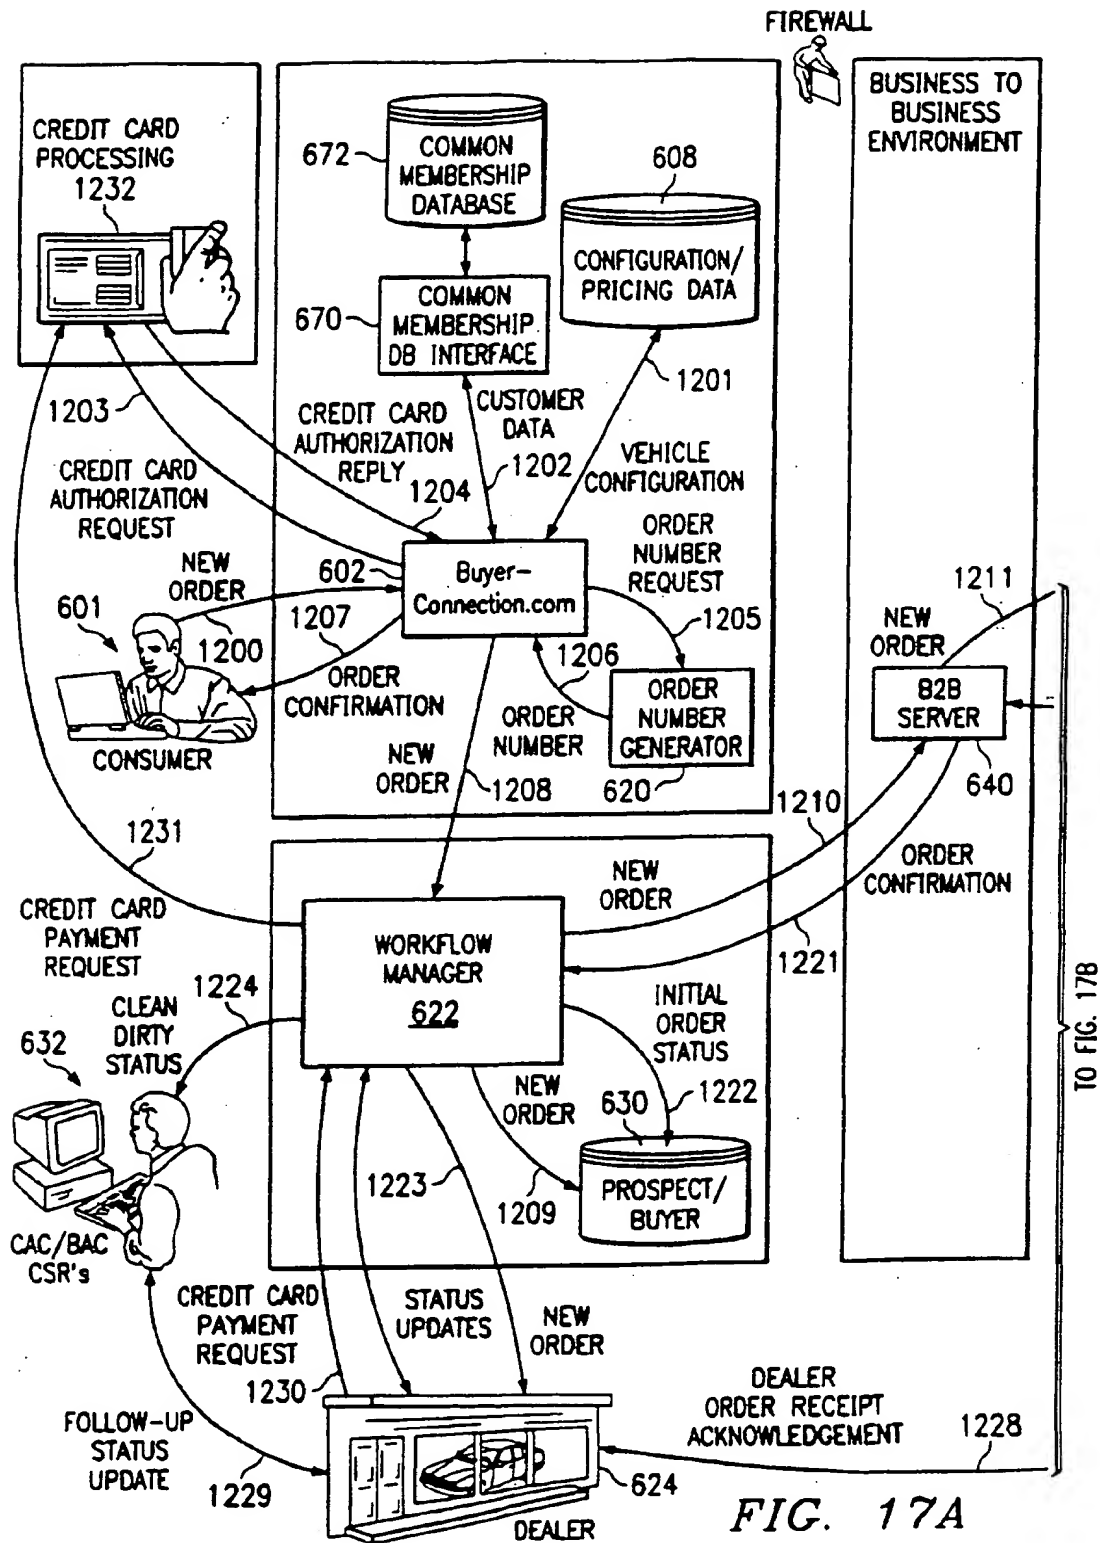 FIREWALL
CREDIT CARD
PROCESSING
1232
672
COMMON
MEMBERSHIP
DATABASE
608
CONFIGURATION/
PRICING DATA
BUSINESS TO
BUSINESS
ENVIRONMENT
670
COMMON
MEMBERSHIP
DB INTERFACE
1201
1203
CREDIT CARD
AUTHORIZATION
REPLY
CUSTOMER
DATA
1202
1204
VEHICLE
CONFIGURATION
CREDIT CARD
AUTHORIZATION
REQUEST
ORDER
NUMBER
REQUEST
NEW
ORDER
602
Buyer-
Connection.com
1205
1211
601
1200
1207
1206
NEW
ORDER
ORDER
CONFIRMATION
ORDER
NUMBER
ORDER
NUMBER
GENERATOR
620
B2B
SERVER
640
CONSUMER
NEW
ORDER
1208
1231
1210
NEW
ORDER
ORDER
CONFIRMATION
CREDIT CARD
PAYMENT
REQUEST
WORKFLOW
MANAGER
622
1221
1224
CLEAN
DIRTY
STATUS
INITIAL
ORDER
STATUS
632
NEW
ORDER
630
1222
1223
1209
PROSPECT/
BUYER
CAC/BAC
CSR's
CREDIT CARD
PAYMENT
REQUEST
1230
STATUS
UPDATES
NEW
ORDER
DEALER
ORDER RECEIPT
ACKNOWLEDGEMENT
1228
FOLLOW-UP
STATUS
UPDATE
1229
624
DEALER
TO FIG. 17B
FIG. 17A